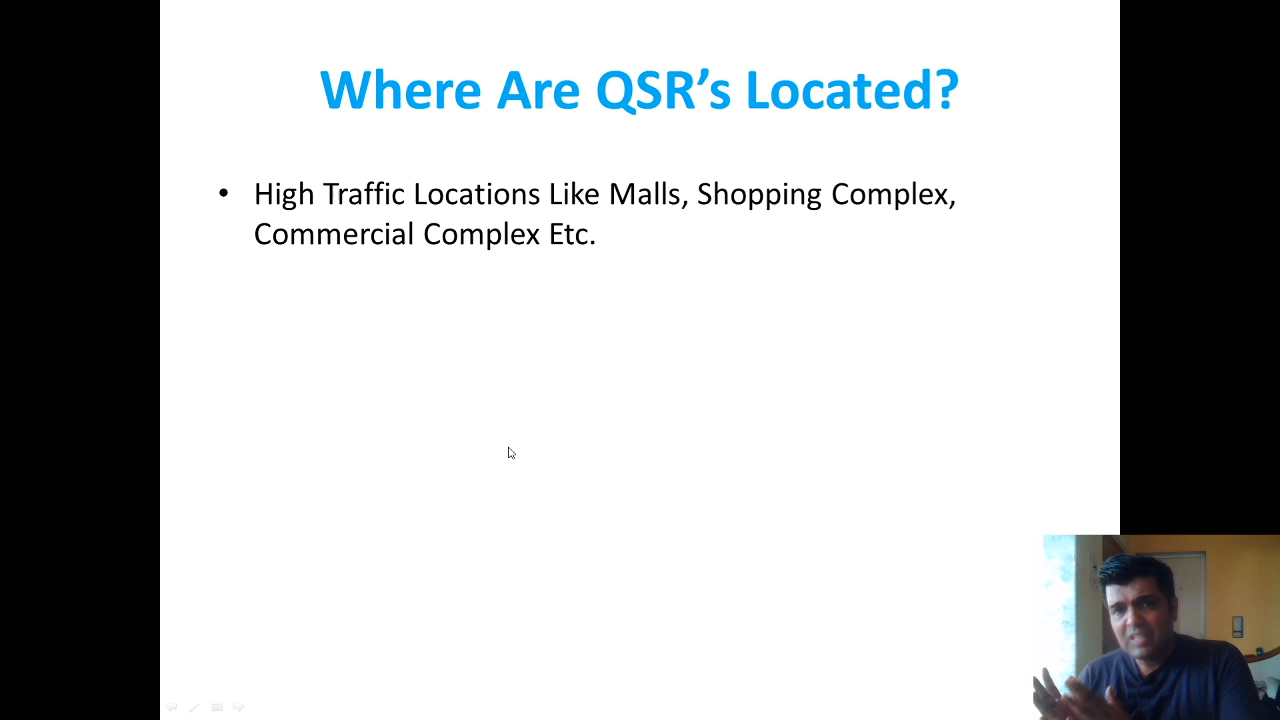 Where Are QSR’s Located?
• High Traffic Locations Like Malls, Shopping Complex,
Commercial Complex Etc.